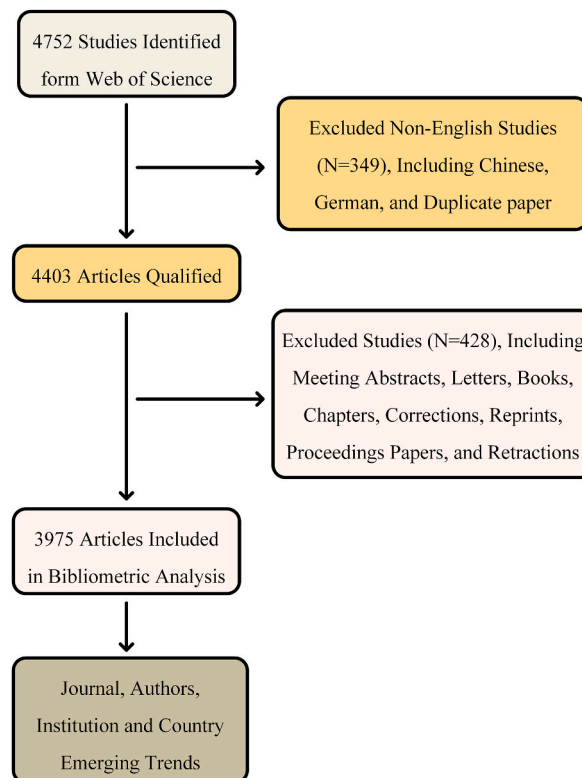 4752 Studies Identified
form Web of Science
Excluded Non-English Studies
(N=349), Including Chinese,
German, and Duplicate paper
4403 Articles Qualified
Excluded Studies (N=428), Including
Meeting Abstracts, Letters, Books,
Chapters, Corrections, Reprints,
Proceedings Papers, and Retractions
3975 Articles Included
in Bibliometric Analysis
Journal, Authors,
Institution and Country
Emerging Trends